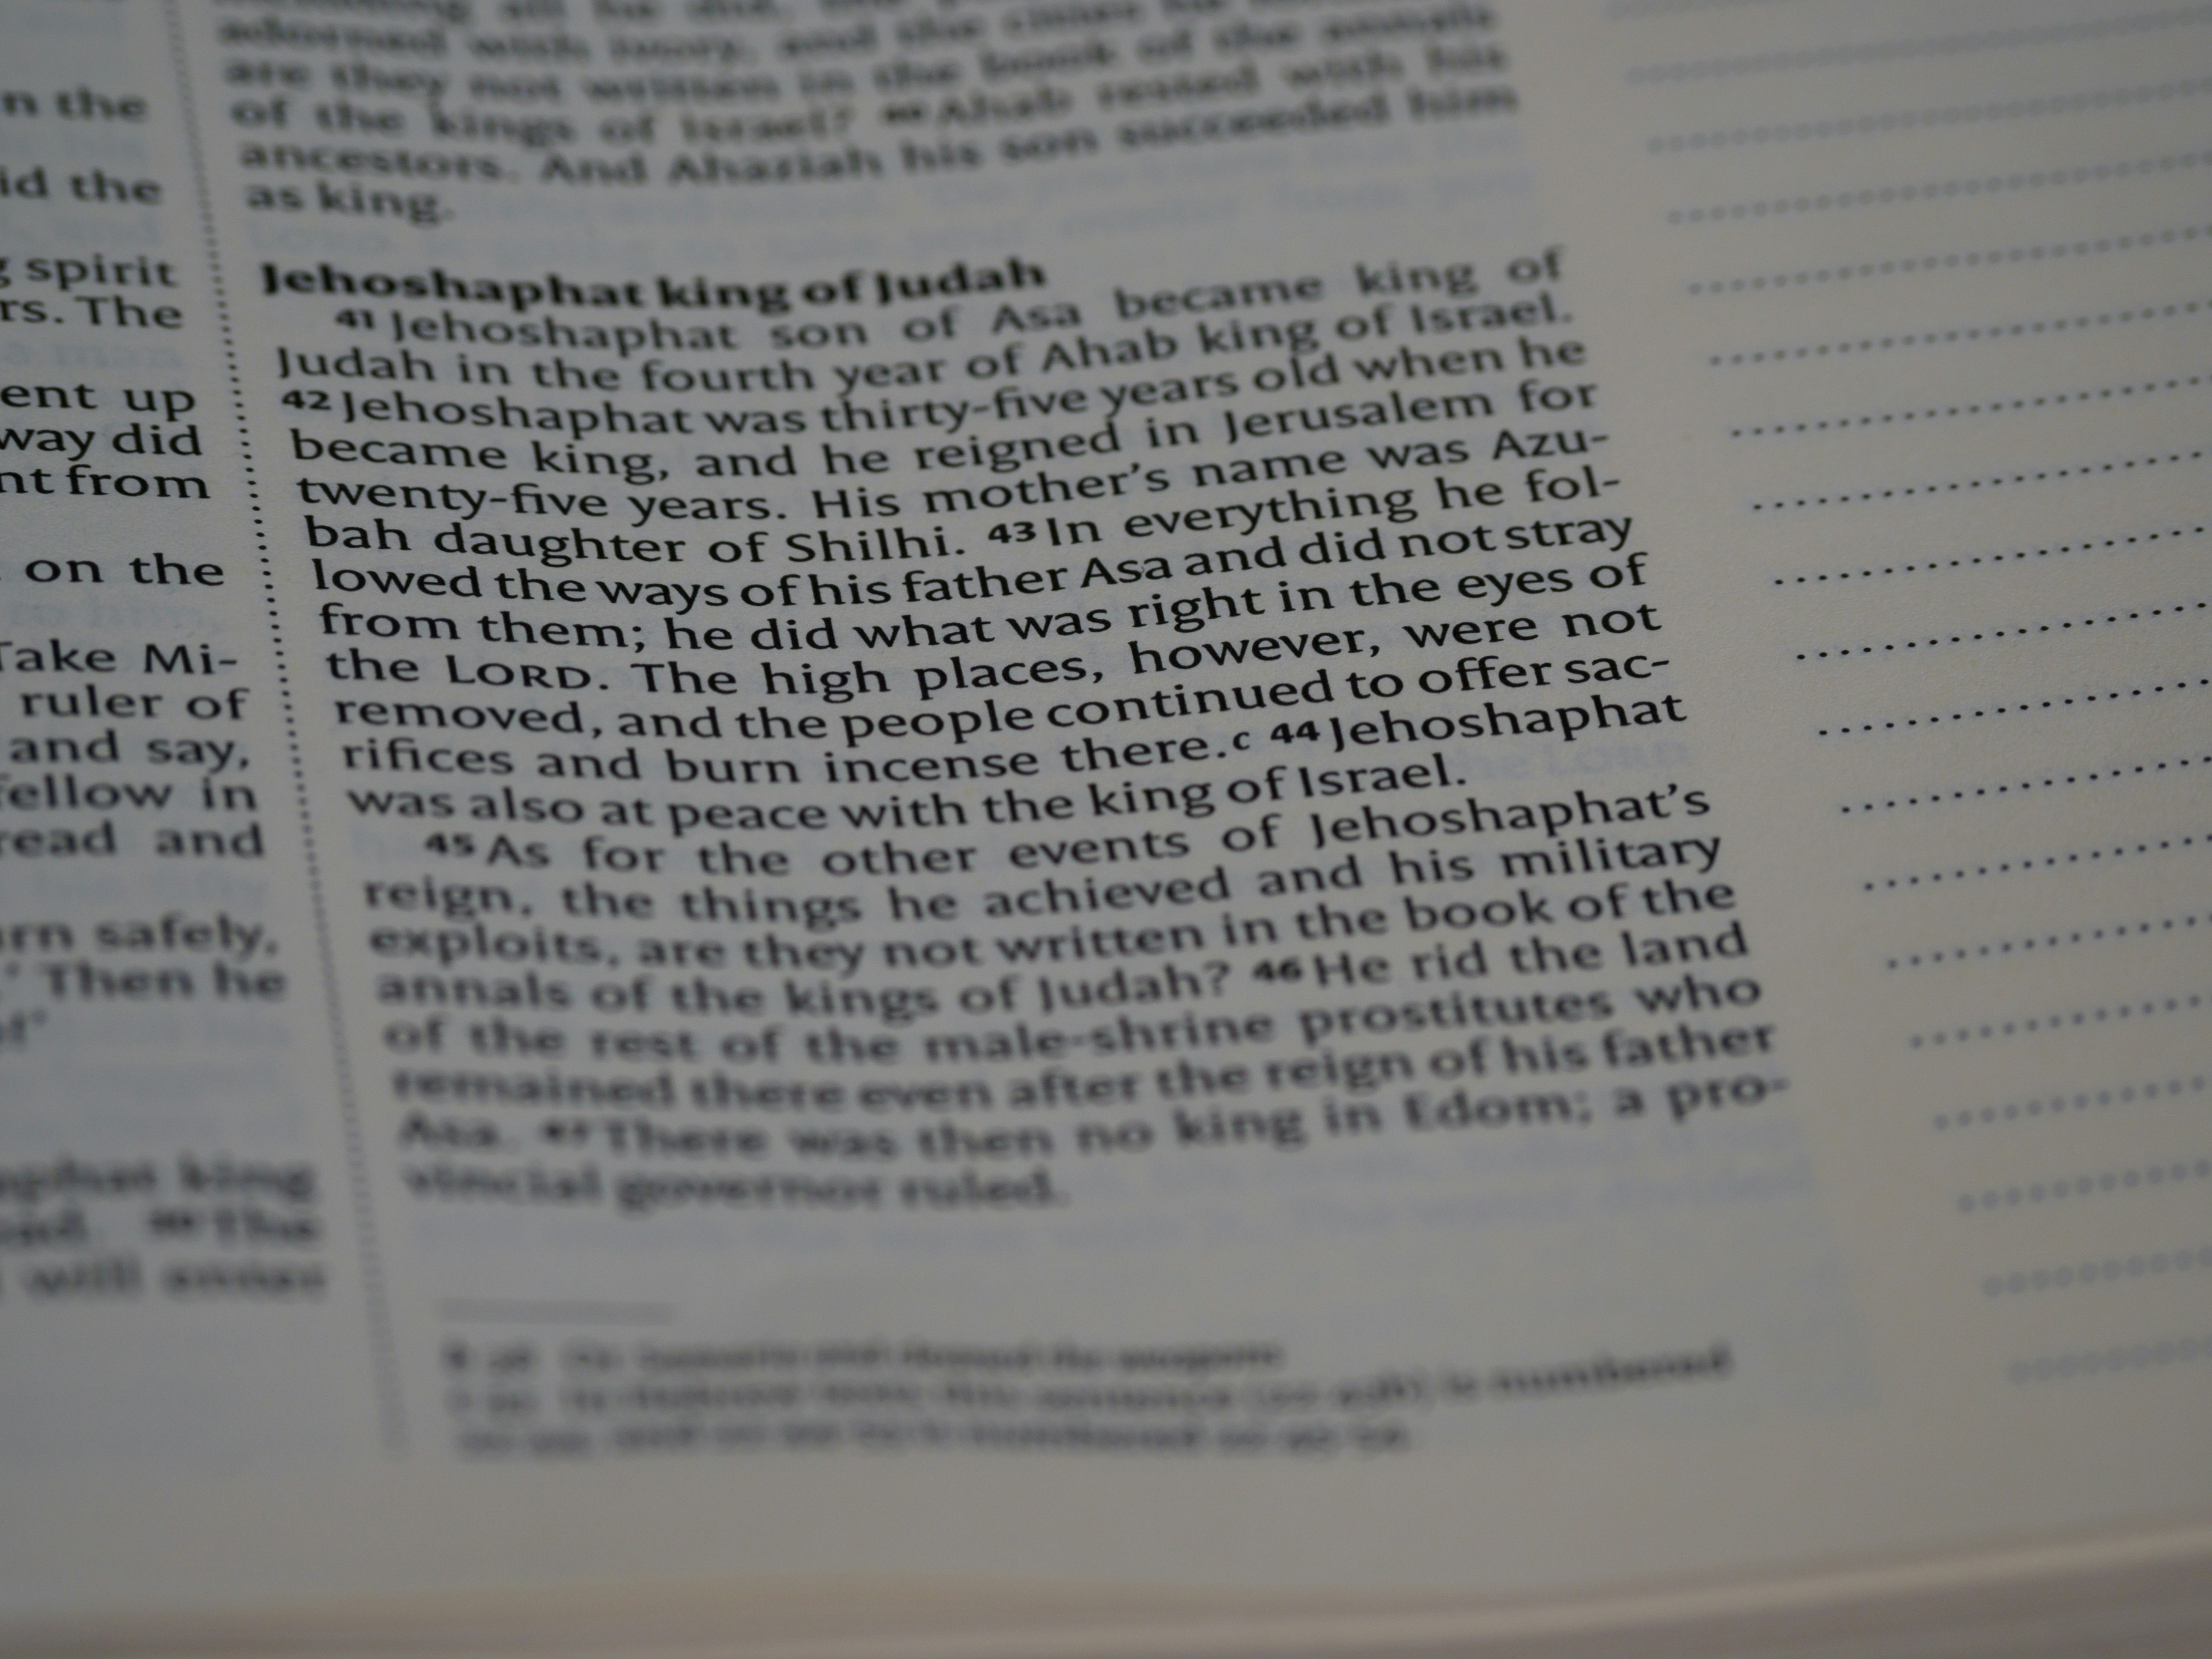 n the
id the
g spirit
rs. The
ent up
way did
nt from
on the
Take Mi-
ruler of
and say,
fellow in
read and
urn safely.
Then he
king
The
will
adorned with ivory, and the cities he
are they not written in the book of the annals
of the kings of Israel? 40 Ahab rested with his
ancestors. And Ahaziah his son succeeded him
as king.
Jehoshaphat king of Judah
41 Jehoshaphat son of Asa became king of
Judah in the fourth year of Ahab king of Israel.
42 Jehoshaphat was thirty-five years old when he
became king, and he reigned in Jerusalem for
twenty-five years. His mother’s name was Azu-
bah daughter of Shilhi. 43 In everything he fol-
lowed the ways of his father Asa and did not stray
from them; he did what was right in the eyes of
the LORD. The high places, however, were not
removed, and the people continued to offer sac-
rifices and burn incense there.c 44 Jehoshaphat
was also at peace with the king of Israel.
45 As for the other events of Jehoshaphat’s
reign, the things he achieved and his military
exploits, are they not written in the book of the
annals of the kings of Judah? 46 He rid the land
of the rest of the male-shrine prostitutes who
remained there even after the reign of his father
Asa. 47 There was then no king in Edom; a pro-
vincial governor ruled.
is numbered